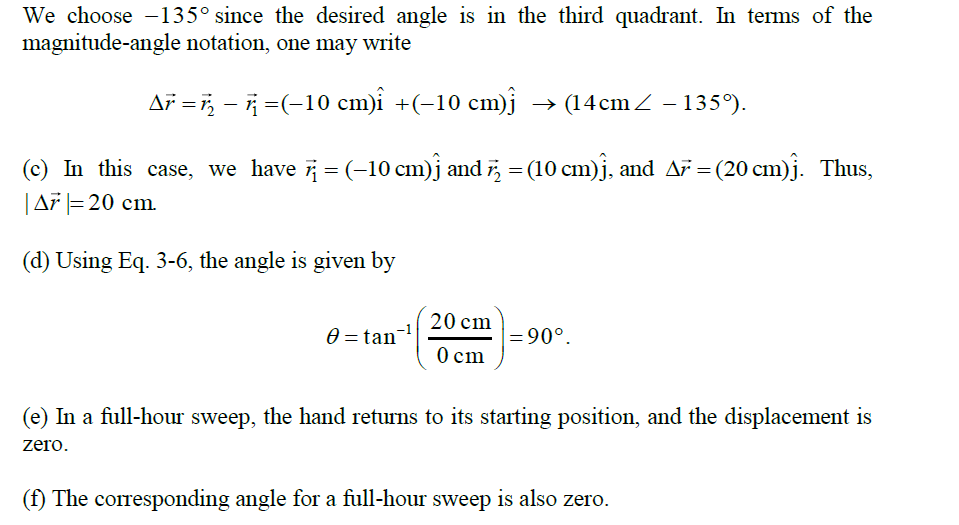 We choose −135° since the desired angle is in the third quadrant. In terms of the
magnitude-angle notation, one may write
Δr⃗ = r⃗₂ − r⃗₁ =(−10 cm)î +(−10 cm)ĵ → (14 cm ∠ − 135°).
(c) In this case, we have r⃗₁ = (−10 cm)ĵ and r⃗₂ = (10 cm)ĵ, and Δr⃗ = (20 cm)ĵ. Thus,
| Δr⃗ |= 20 cm.
(d) Using Eq. 3-6, the angle is given by
θ = tan⁻¹(20 cm / 0 cm) = 90°.
(e) In a full-hour sweep, the hand returns to its starting position, and the displacement is
zero.
(f) The corresponding angle for a full-hour sweep is also zero.